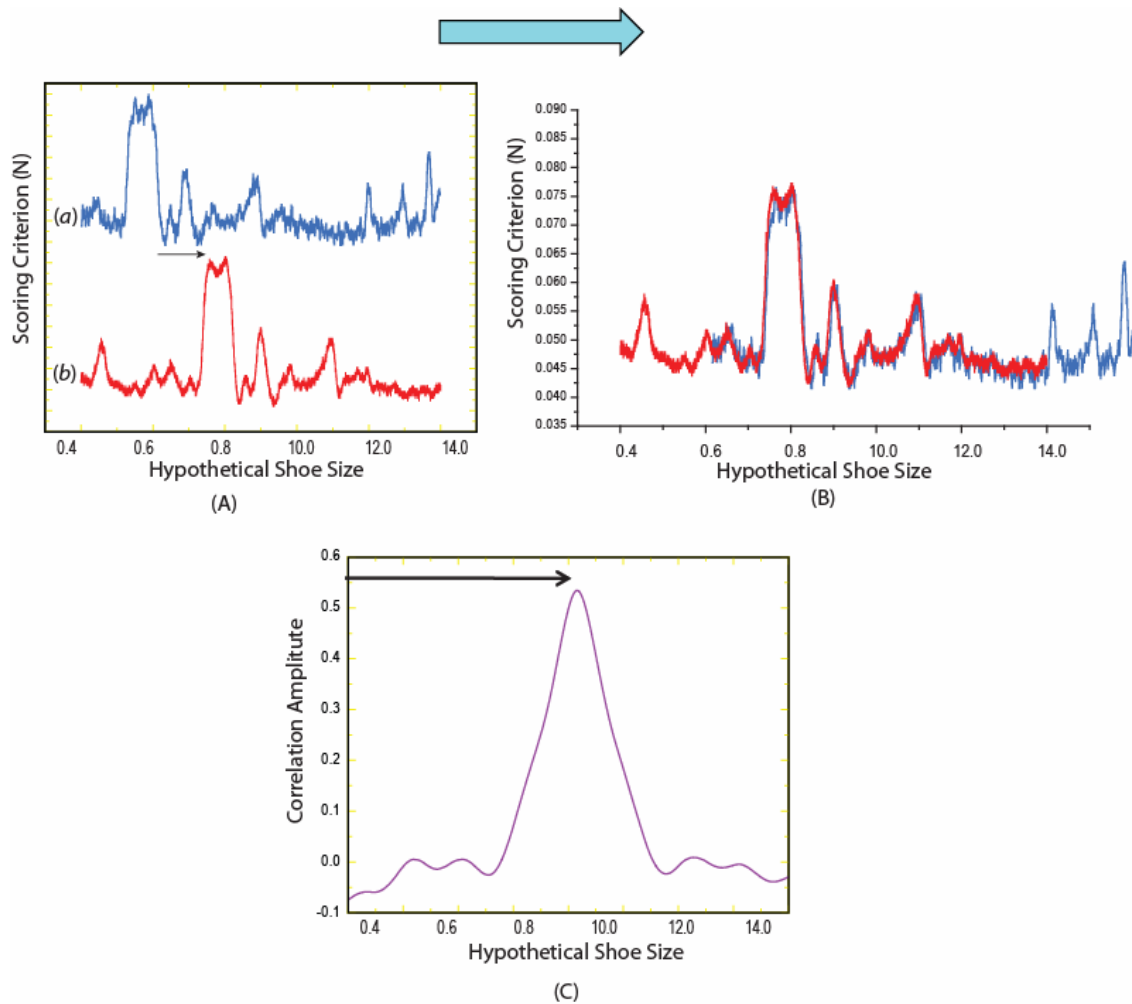 Scoring Criterion (N)
(a)
(b)
0.4 0.6 0.8 10.0 12.0 14.0
Hypothetical Shoe Size
(A)
Scoring Criterion (N)
0.090
0.085
0.080
0.075
0.070
0.065
0.060
0.055
0.050
0.045
0.040
0.035
0.4 0.6 0.8 10.0 12.0 14.0
Hypothetical Shoe Size
(B)
Correlation Amplitute
0.6
0.5
0.4
0.3
0.2
0.1
0.0
-0.1
0.4 0.6 0.8 10.0 12.0 14.0
Hypothetical Shoe Size
(C)